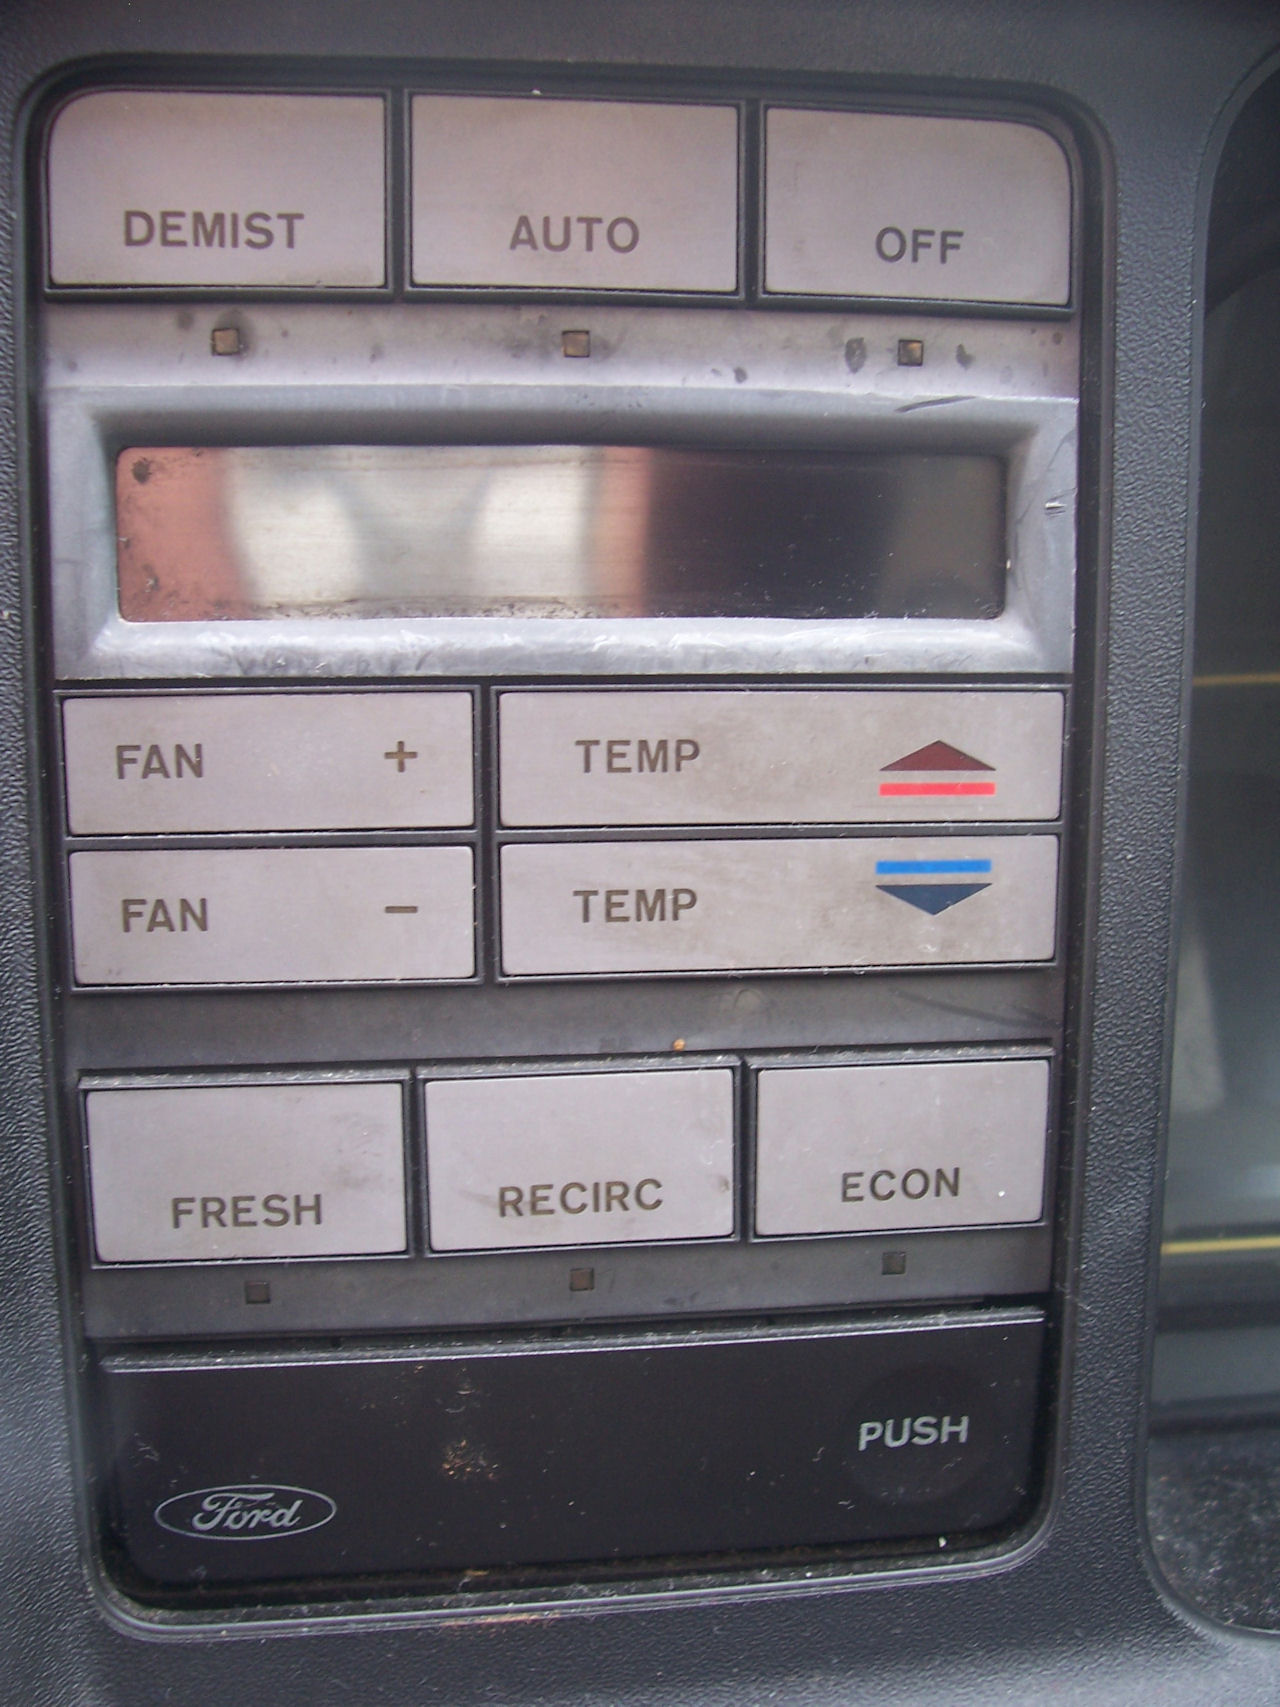 DEMIST AUTO OFF
FAN + TEMP
FAN - TEMP
FRESH RECIRC ECON
PUSH
Ford